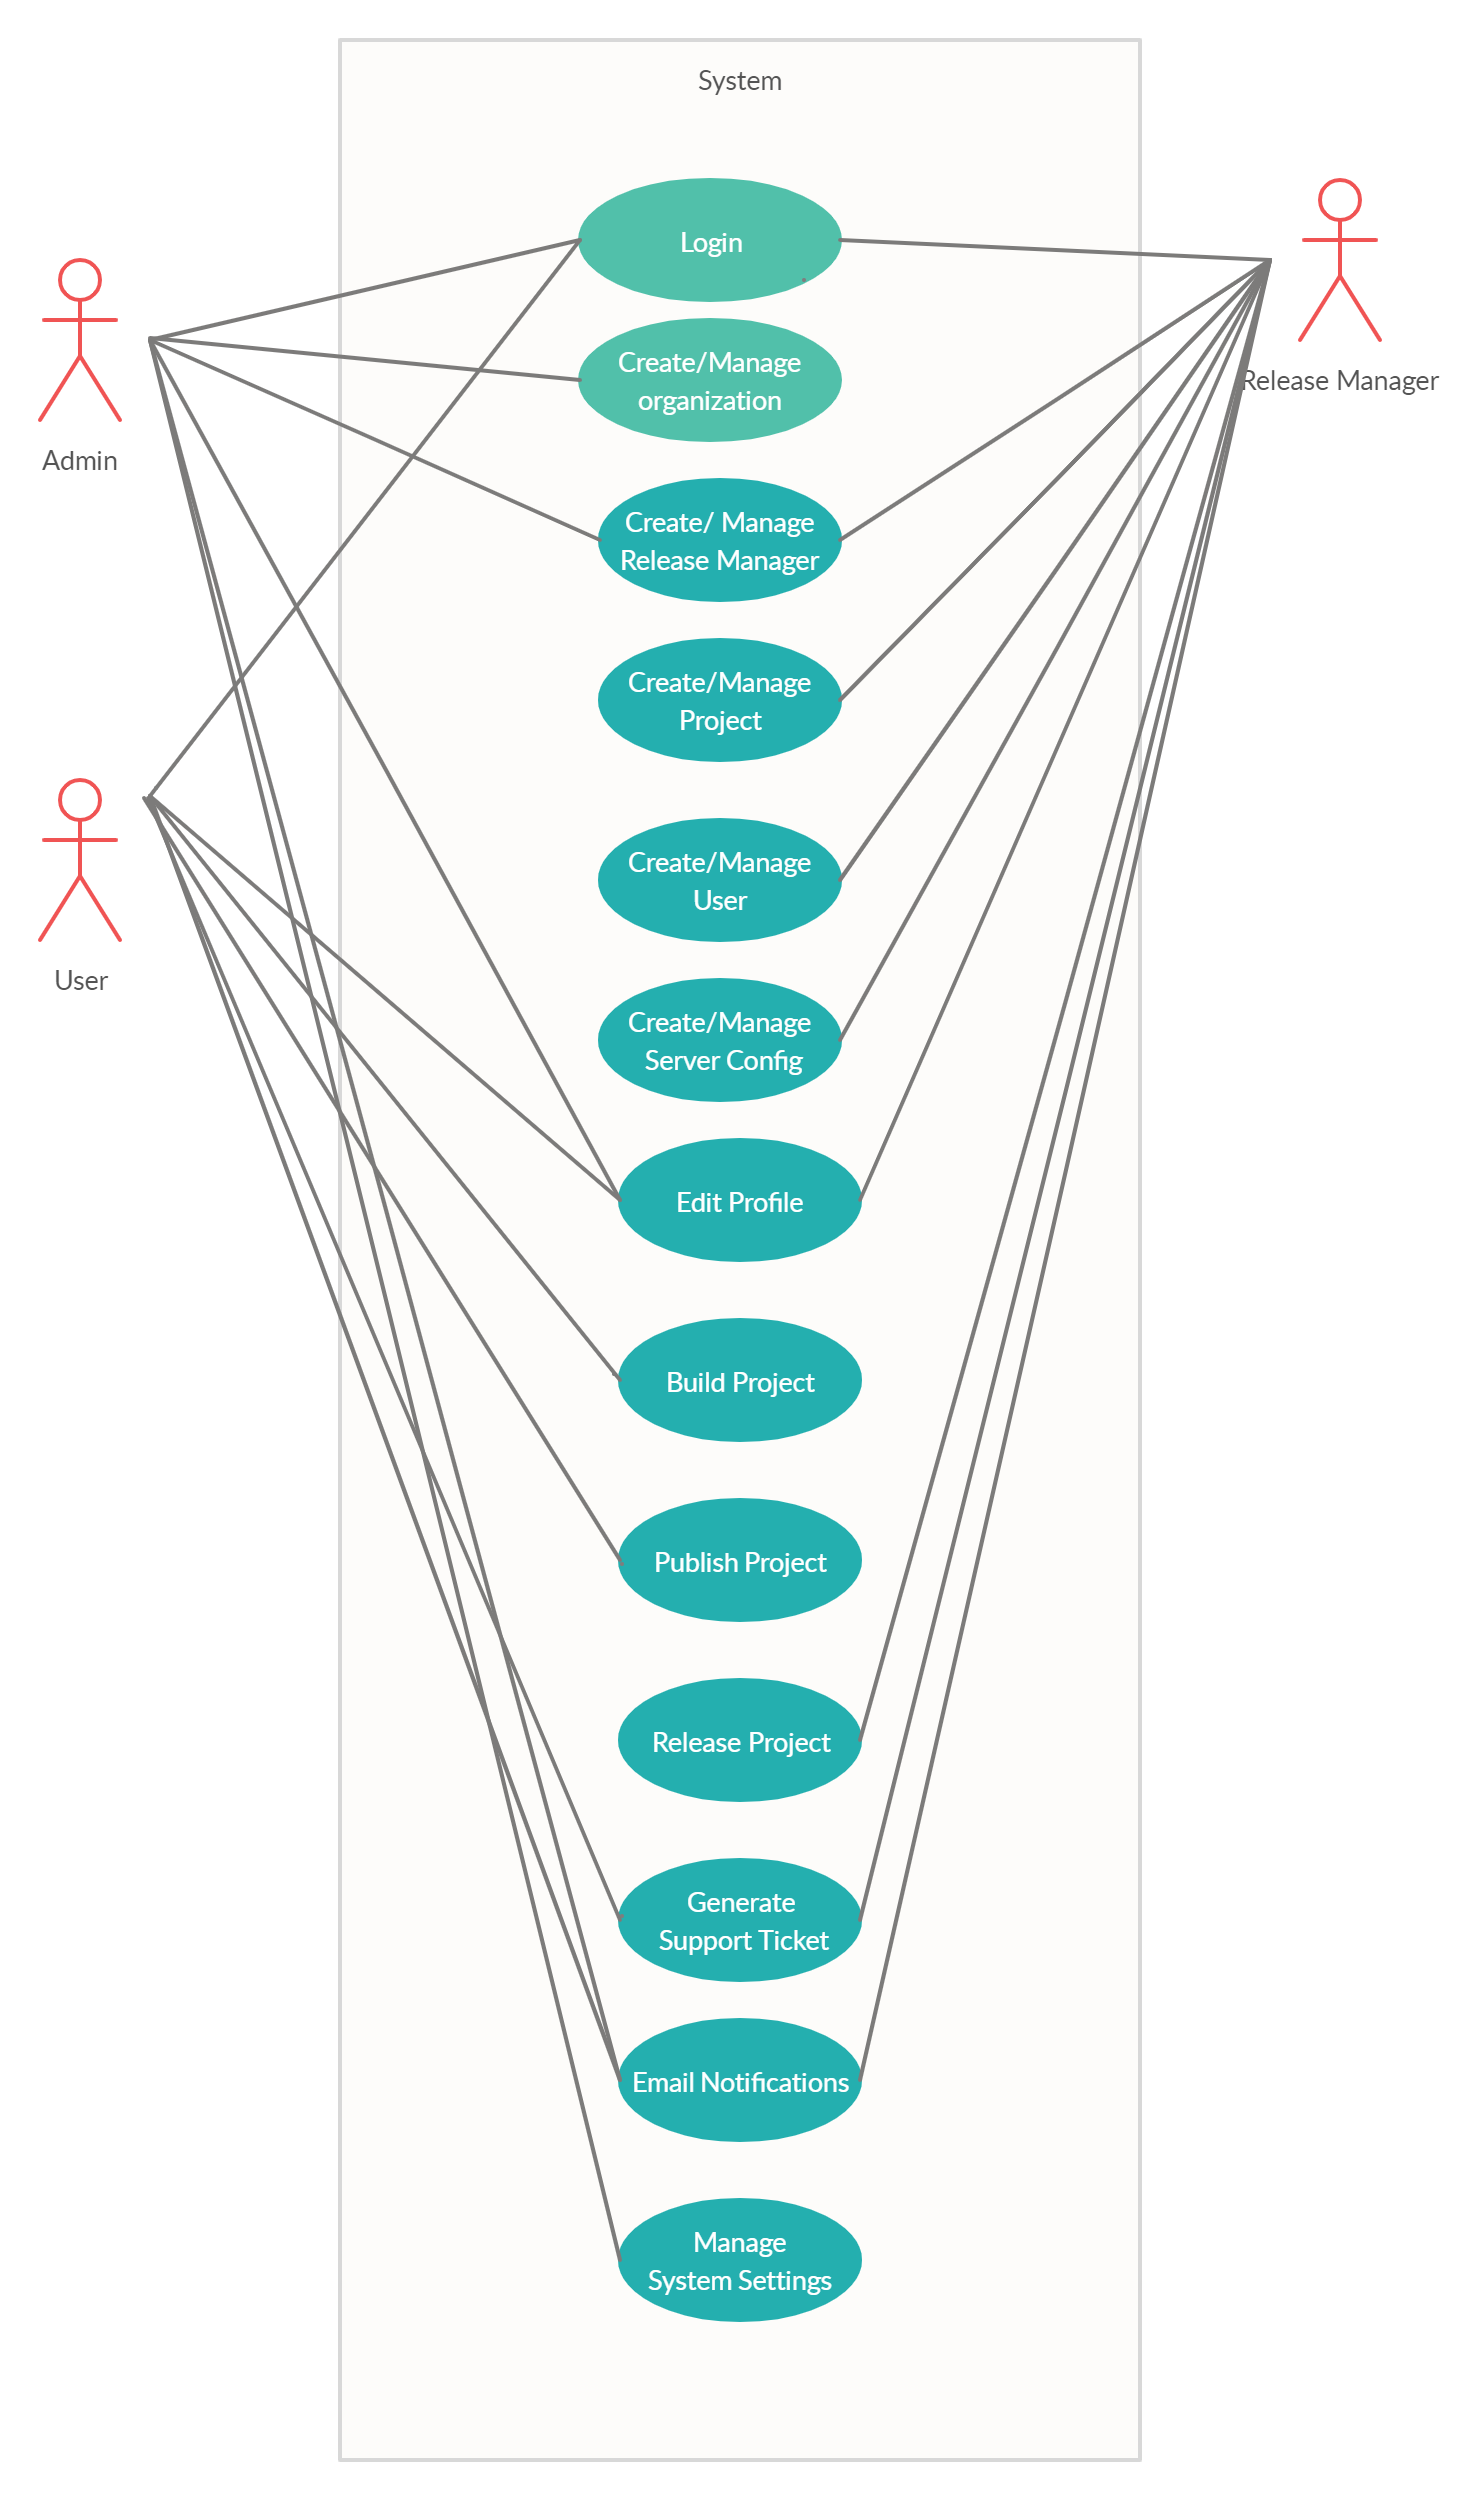 System
Login
Create/Manage
organization
Release Manager
Admin
Create/ Manage
Release Manager
Create/Manage
Project
Create/Manage
User
User
Create/Manage
Server Config
Edit Profile
Build Project
Publish Project
Release Project
Generate
Support Ticket
Email Notifications
Manage
System Settings